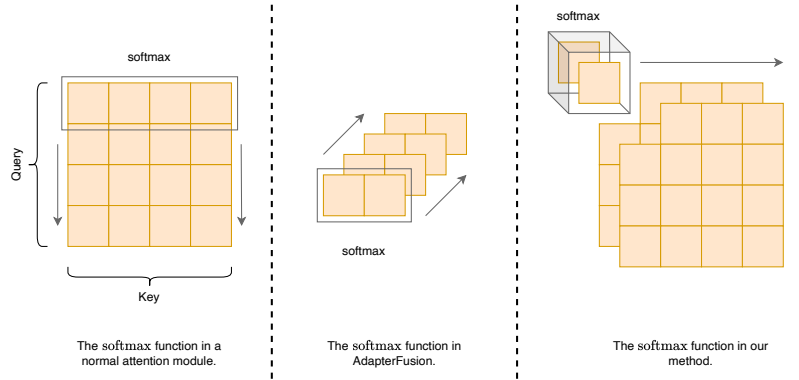 softmax
Query
Key
The softmax function in a
normal attention module.
softmax
The softmax function in
AdapterFusion.
softmax
The softmax function in our
method.